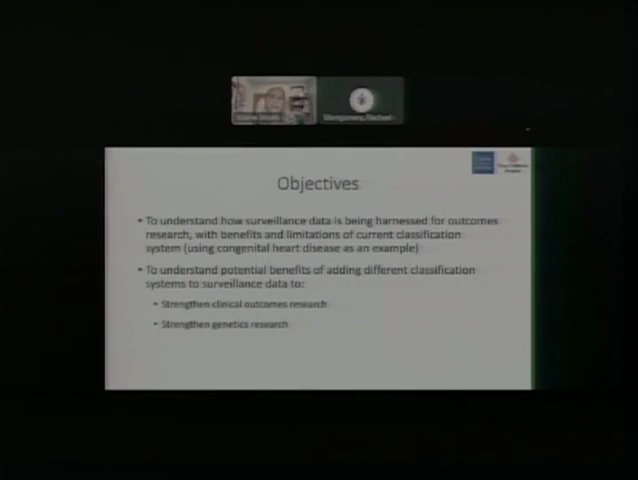 Montgomery, Rachael
Objectives
• To understand how surveillance data is being harnessed for outcomes
research, with benefits and limitations of current classification
system (using congenital heart disease as an example)
• To understand potential benefits of adding different classification
systems to surveillance data to:
• Strengthen clinical outcomes research
• Strengthen genetics research